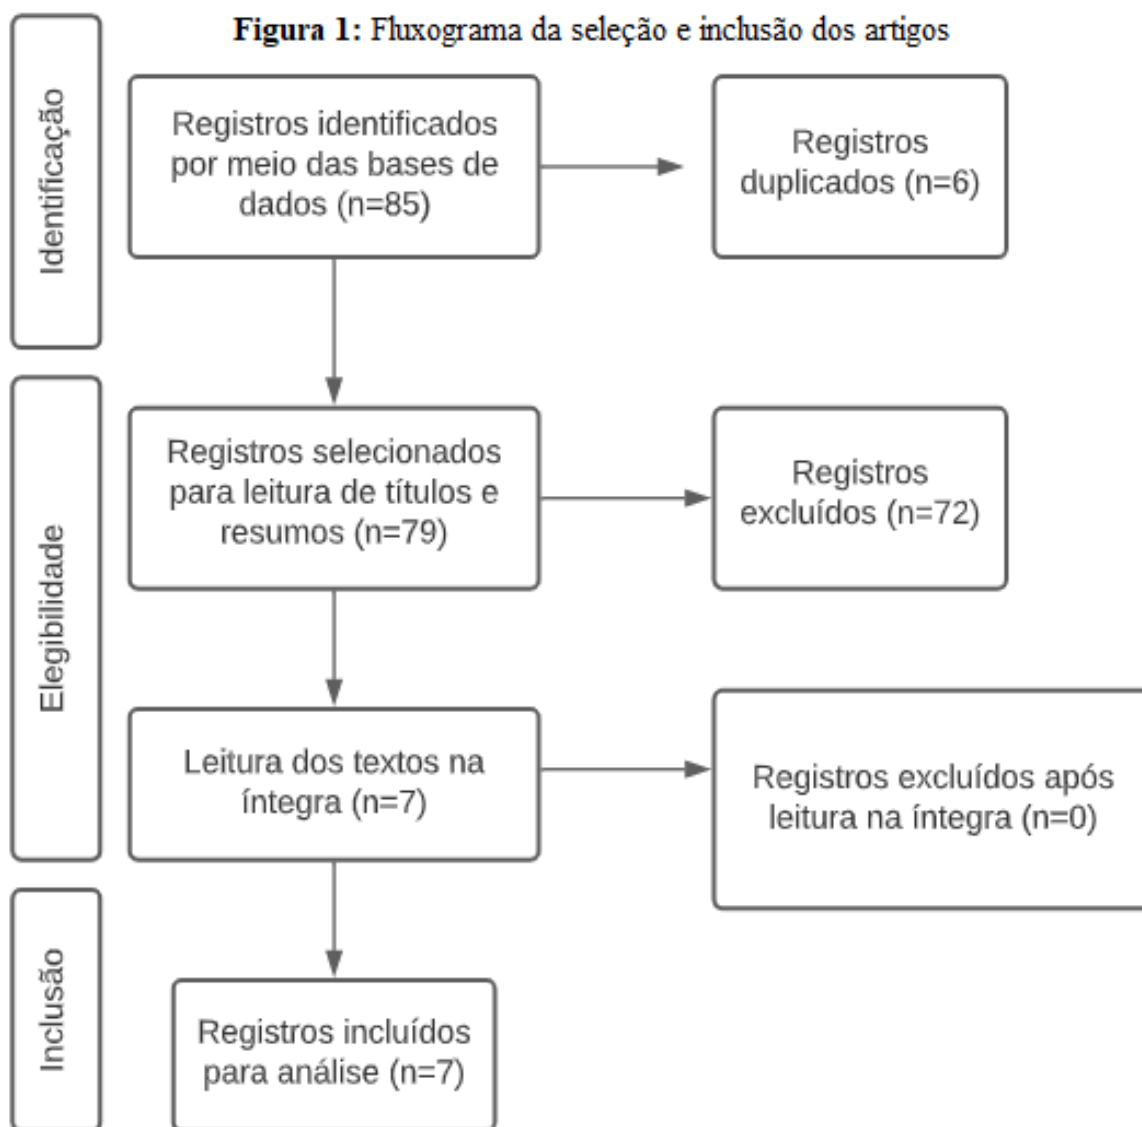 Figura 1: Fluxograma da seleção e inclusão dos artigos
Identificação
Registros identificados
por meio das bases de
dados (n=85)
Registros
duplicados (n=6)
Elegibilidade
Registros selecionados
para leitura de títulos e
resumos (n=79)
Registros
excluídos (n=72)
Leitura dos textos na
íntegra (n=7)
Registros excluídos após
leitura na íntegra (n=0)
Inclusão
Registros incluídos
para análise (n=7)